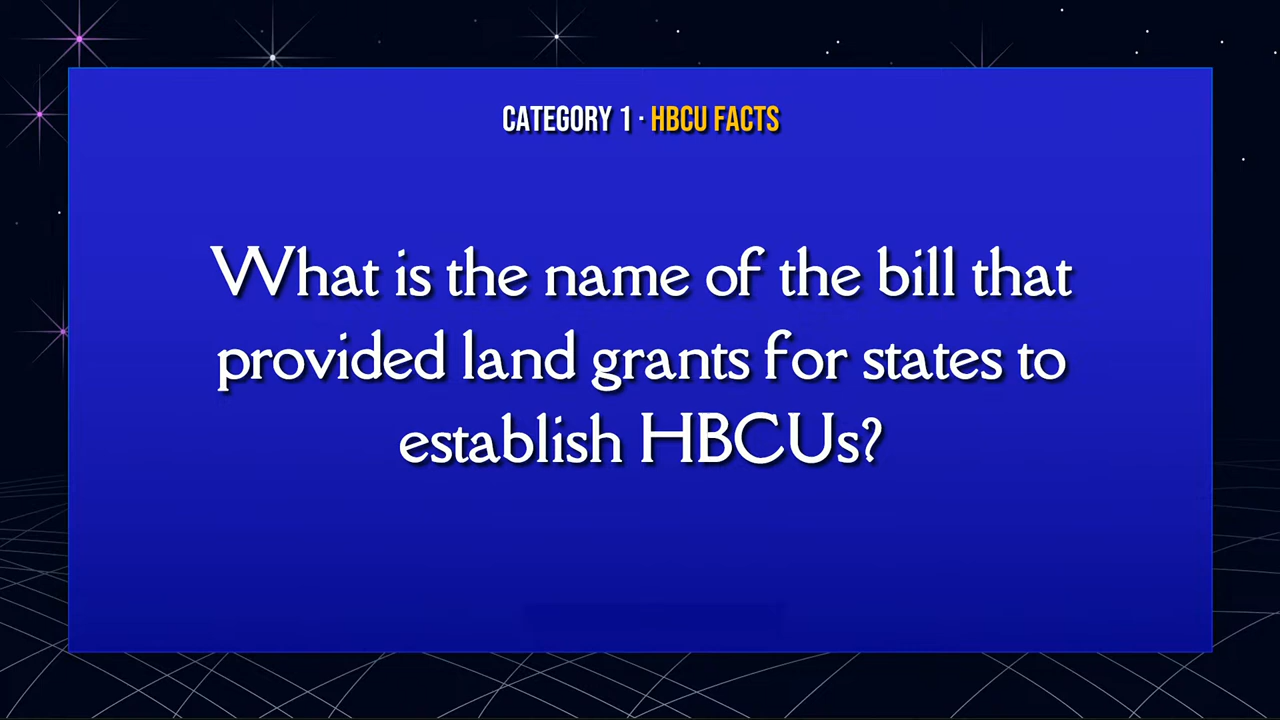 CATEGORY 1 · HBCU FACTS
What is the name of the bill that
provided land grants for states to
establish HBCUs?